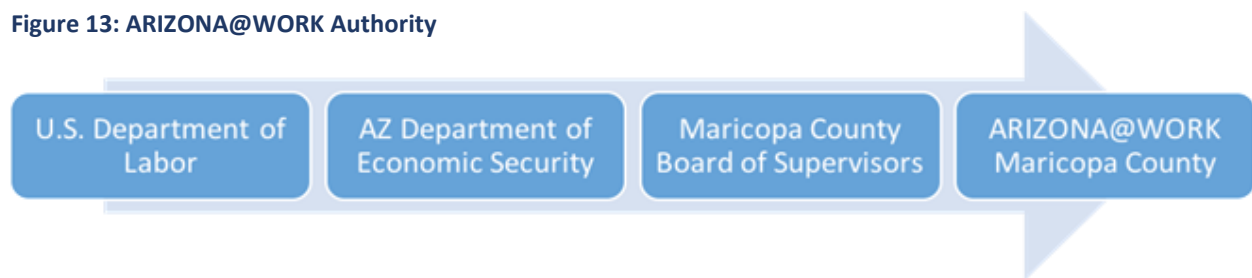 Figure 13: ARIZONA@WORK Authority
U.S. Department of
Labor
AZ Department of
Economic Security
Maricopa County
Board of Supervisors
ARIZONA@WORK
Maricopa County